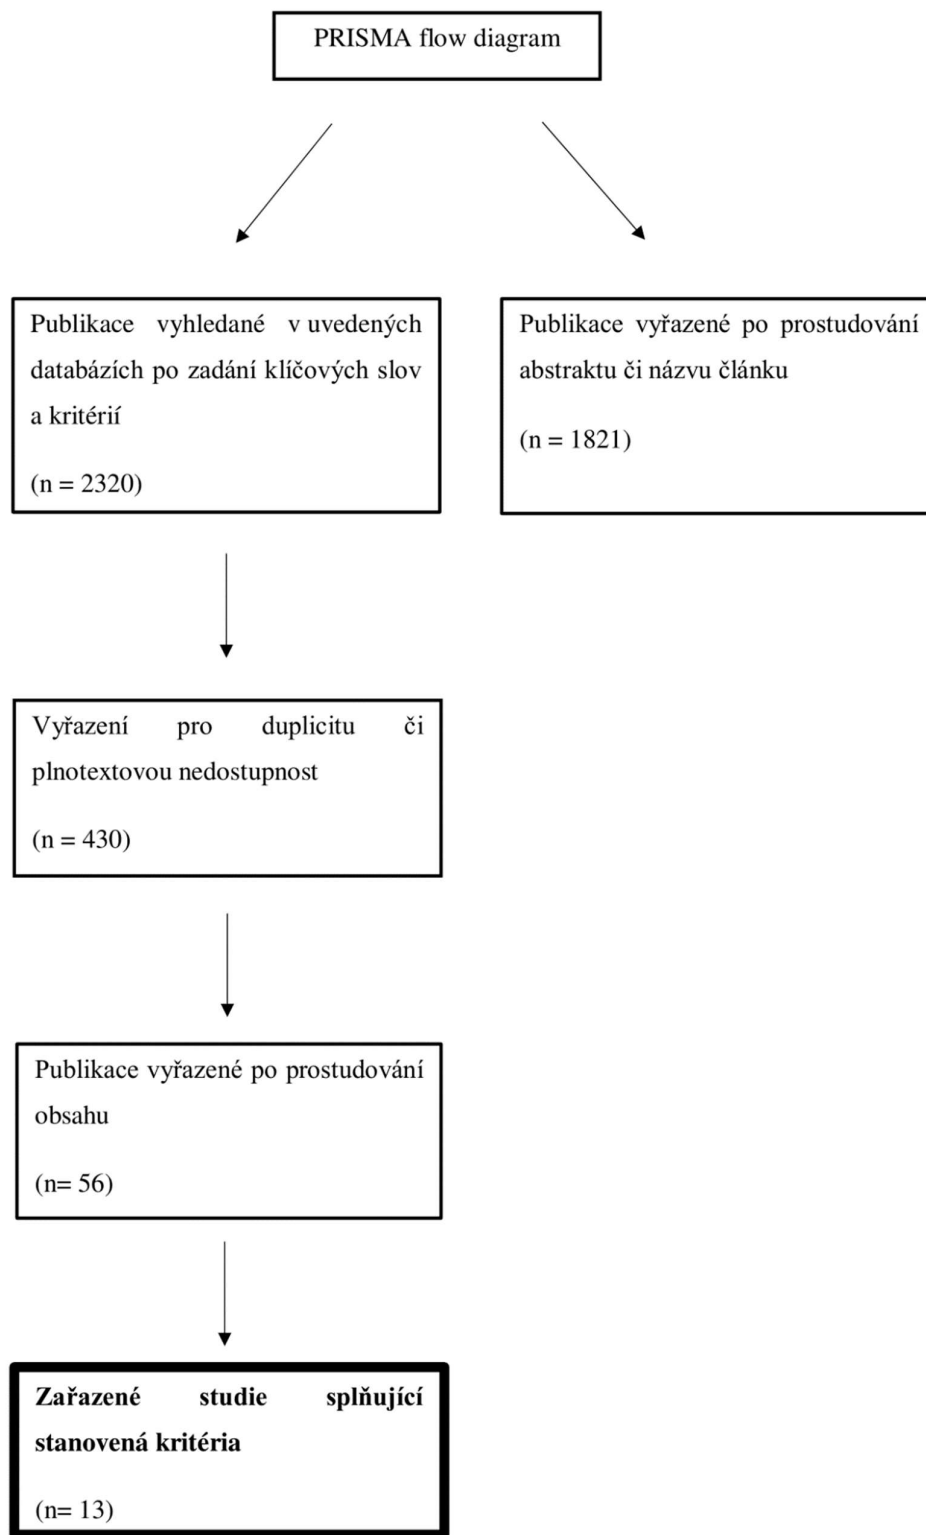 PRISMA flow diagram
Publikace vyhledané v uvedených
databázích po zadání klíčových slov
a kritérií
(n = 2320)
Publikace vyřazené po prostudování
abstraktu či názvu článku
(n = 1821)
Vyřazení pro duplicitu či
plnotextovou nedostupnost
(n = 430)
Publikace vyřazené po prostudování
obsahu
(n= 56)
Zařazené studie splňující
stanovená kritéria
(n= 13)